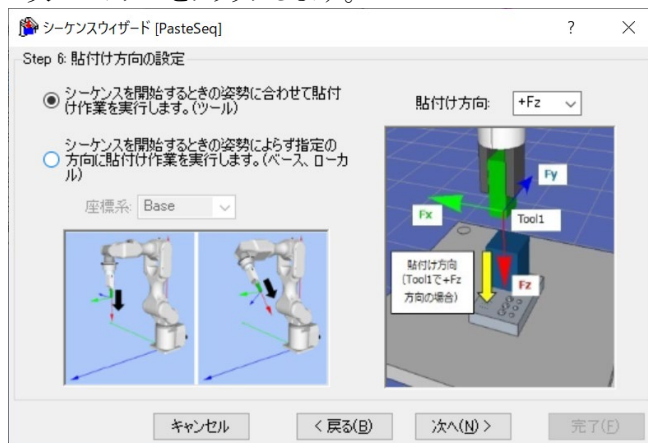 シーケンスウィザード [PasteSeq]
Step 6: 貼付け方向の設定
シーケンスを開始するときの姿勢に合わせて貼付
け作業を実行します。(ツール)
貼付け方向:
+Fz
シーケンスを開始するときの姿勢によらず指定の
方向に貼付け作業を実行します。(ベース、ローカ
ル)
座標系:
Base
Fy
Fx
Tool1
貼付け方向
(Tool1で+Fz
方向の場合)
Fz
キャンセル
< 戻る(B)
次へ(N) >
完了(F)